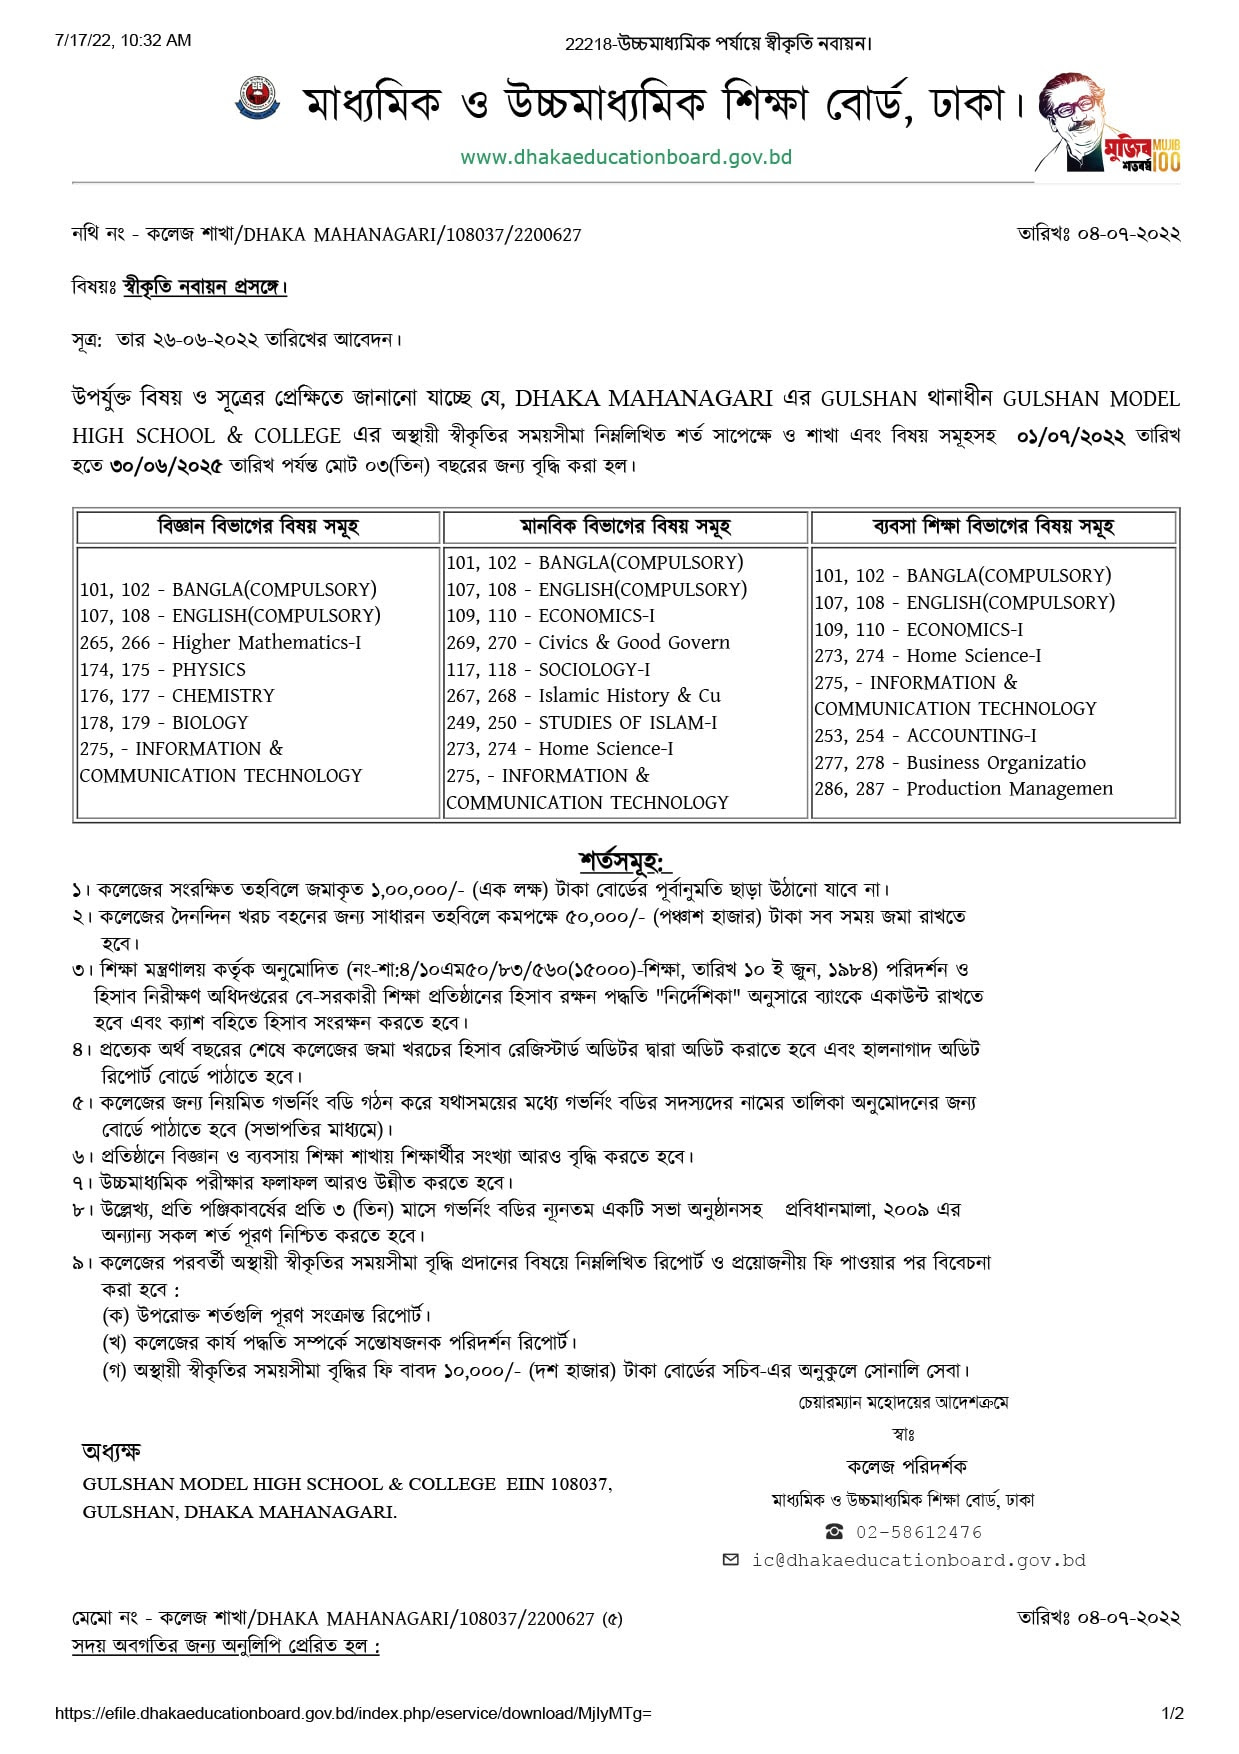 7/17/22, 10:32 AM
22218-উচ্চমাধ্যমিক পর্যায়ে স্বীকৃতি নবায়ন।
মাধ্যমিক ও উচ্চমাধ্যমিক শিক্ষা বোর্ড, ঢাকা।
www.dhakaeducationboard.gov.bd
মুজিব শতবর্ষ MUJIB 100
নথি নং - কলেজ শাখা/DHAKA MAHANAGARI/108037/2200627
তারিখঃ ০৪-০৭-২০২২
বিষয়ঃ স্বীকৃতি নবায়ন প্রসঙ্গে।
সূত্র: তার ২৬-০৬-২০২২ তারিখের আবেদন।
উপর্যুক্ত বিষয় ও সূত্রের প্রেক্ষিতে জানানো যাচ্ছে যে, DHAKA MAHANAGARI এর GULSHAN থানাধীন GULSHAN MODEL
HIGH SCHOOL & COLLEGE এর অস্থায়ী স্বীকৃতির সময়সীমা নিম্নলিখিত শর্ত সাপেক্ষে ও শাখা এবং বিষয় সমূহসহ ০১/০৭/২০২২ তারিখ
হতে ৩০/০৬/২০২৫ তারিখ পর্যন্ত মোট ০৩(তিন) বছরের জন্য বৃদ্ধি করা হল।
বিজ্ঞান বিভাগের বিষয় সমূহ
101, 102 - BANGLA(COMPULSORY)
107, 108 - ENGLISH(COMPULSORY)
265, 266 - Higher Mathematics-I
174, 175 - PHYSICS
176, 177 - CHEMISTRY
178, 179 - BIOLOGY
275, - INFORMATION &
COMMUNICATION TECHNOLOGY
মানবিক বিভাগের বিষয় সমূহ
101, 102 - BANGLA(COMPULSORY)
107, 108 - ENGLISH(COMPULSORY)
109, 110 - ECONOMICS-I
269, 270 - Civics & Good Govern
117, 118 - SOCIOLOGY-I
267, 268 - Islamic History & Cu
249, 250 - STUDIES OF ISLAM-I
273, 274 - Home Science-I
275, - INFORMATION &
COMMUNICATION TECHNOLOGY
ব্যবসা শিক্ষা বিভাগের বিষয় সমূহ
101, 102 - BANGLA(COMPULSORY)
107, 108 - ENGLISH(COMPULSORY)
109, 110 - ECONOMICS-I
273, 274 - Home Science-I
275, - INFORMATION &
COMMUNICATION TECHNOLOGY
253, 254 - ACCOUNTING-I
277, 278 - Business Organizatio
286, 287 - Production Managemen
শর্তসমূহ:
১। কলেজের সংরক্ষিত তহবিলে জমাকৃত ১,০০,০০০/- (এক লক্ষ) টাকা বোর্ডের পূর্বানুমতি ছাড়া উঠানো যাবে না।
২। কলেজের দৈনন্দিন খরচ বহনের জন্য সাধারন তহবিলে কমপক্ষে ৫০,০০০/- (পঞ্চাশ হাজার) টাকা সব সময় জমা রাখতে
হবে।
৩। শিক্ষা মন্ত্রণালয় কর্তৃক অনুমোদিত (নং-শা:৪/১০এম৫০/৮৩/৫৬০(১৫০০০)-শিক্ষা, তারিখ ১০ ই জুন, ১৯৮৪) পরিদর্শন ও
হিসাব নিরীক্ষণ অধিদপ্তরের বে-সরকারী শিক্ষা প্রতিষ্ঠানের হিসাব রক্ষন পদ্ধতি "নির্দেশিকা" অনুসারে ব্যাংকে একাউন্ট রাখতে
হবে এবং ক্যাশ বহিতে হিসাব সংরক্ষন করতে হবে।
৪। প্রত্যেক অর্থ বছরের শেষে কলেজের জমা খরচের হিসাব রেজিস্টার্ড অডিটর দ্বারা অডিট করাতে হবে এবং হালনাগাদ অডিট
রিপোর্ট বোর্ডে পাঠাতে হবে।
৫। কলেজের জন্য নিয়মিত গভর্নিং বডি গঠন করে যথাসময়ের মধ্যে গভর্নিং বডির সদস্যদের নামের তালিকা অনুমোদনের জন্য
বোর্ডে পাঠাতে হবে (সভাপতির মাধ্যমে)।
৬। প্রতিষ্ঠানে বিজ্ঞান ও ব্যবসায় শিক্ষা শাখায় শিক্ষার্থীর সংখ্যা আরও বৃদ্ধি করতে হবে।
৭। উচ্চমাধ্যমিক পরীক্ষার ফলাফল আরও উন্নীত করতে হবে।
৮। উল্লেখ্য, প্রতি পঞ্জিকাবর্ষের প্রতি ৩ (তিন) মাসে গভর্নিং বডির ন্যূনতম একটি সভা অনুষ্ঠানসহ প্রবিধানমালা, ২০০৯ এর
অন্যান্য সকল শর্ত পূরণ নিশ্চিত করতে হবে।
৯। কলেজের পরবর্তী অস্থায়ী স্বীকৃতির সময়সীমা বৃদ্ধি প্রদানের বিষয়ে নিম্নলিখিত রিপোর্ট ও প্রয়োজনীয় ফি পাওয়ার পর বিবেচনা
করা হবে :
(ক) উপরোক্ত শর্তগুলি পূরণ সংক্রান্ত রিপোর্ট।
(খ) কলেজের কার্য পদ্ধতি সম্পর্কে সন্তোষজনক পরিদর্শন রিপোর্ট।
(গ) অস্থায়ী স্বীকৃতির সময়সীমা বৃদ্ধির ফি বাবদ ১০,০০০/- (দশ হাজার) টাকা বোর্ডের সচিব-এর অনুকুলে সোনালি সেবা।
চেয়ারম্যান মহোদয়ের আদেশক্রমে
স্বাঃ
কলেজ পরিদর্শক
মাধ্যমিক ও উচ্চমাধ্যমিক শিক্ষা বোর্ড, ঢাকা
02-58612476
ic@dhakaeducationboard.gov.bd
অধ্যক্ষ
GULSHAN MODEL HIGH SCHOOL & COLLEGE EIIN 108037,
GULSHAN, DHAKA MAHANAGARI.
মেমো নং - কলেজ শাখা/DHAKA MAHANAGARI/108037/2200627 (৫)
তারিখঃ ০৪-০৭-২০২২
সদয় অবগতির জন্য অনুলিপি প্রেরিত হল :
https://efile.dhakaeducationboard.gov.bd/index.php/eservice/download/MjIyMTg=
1/2